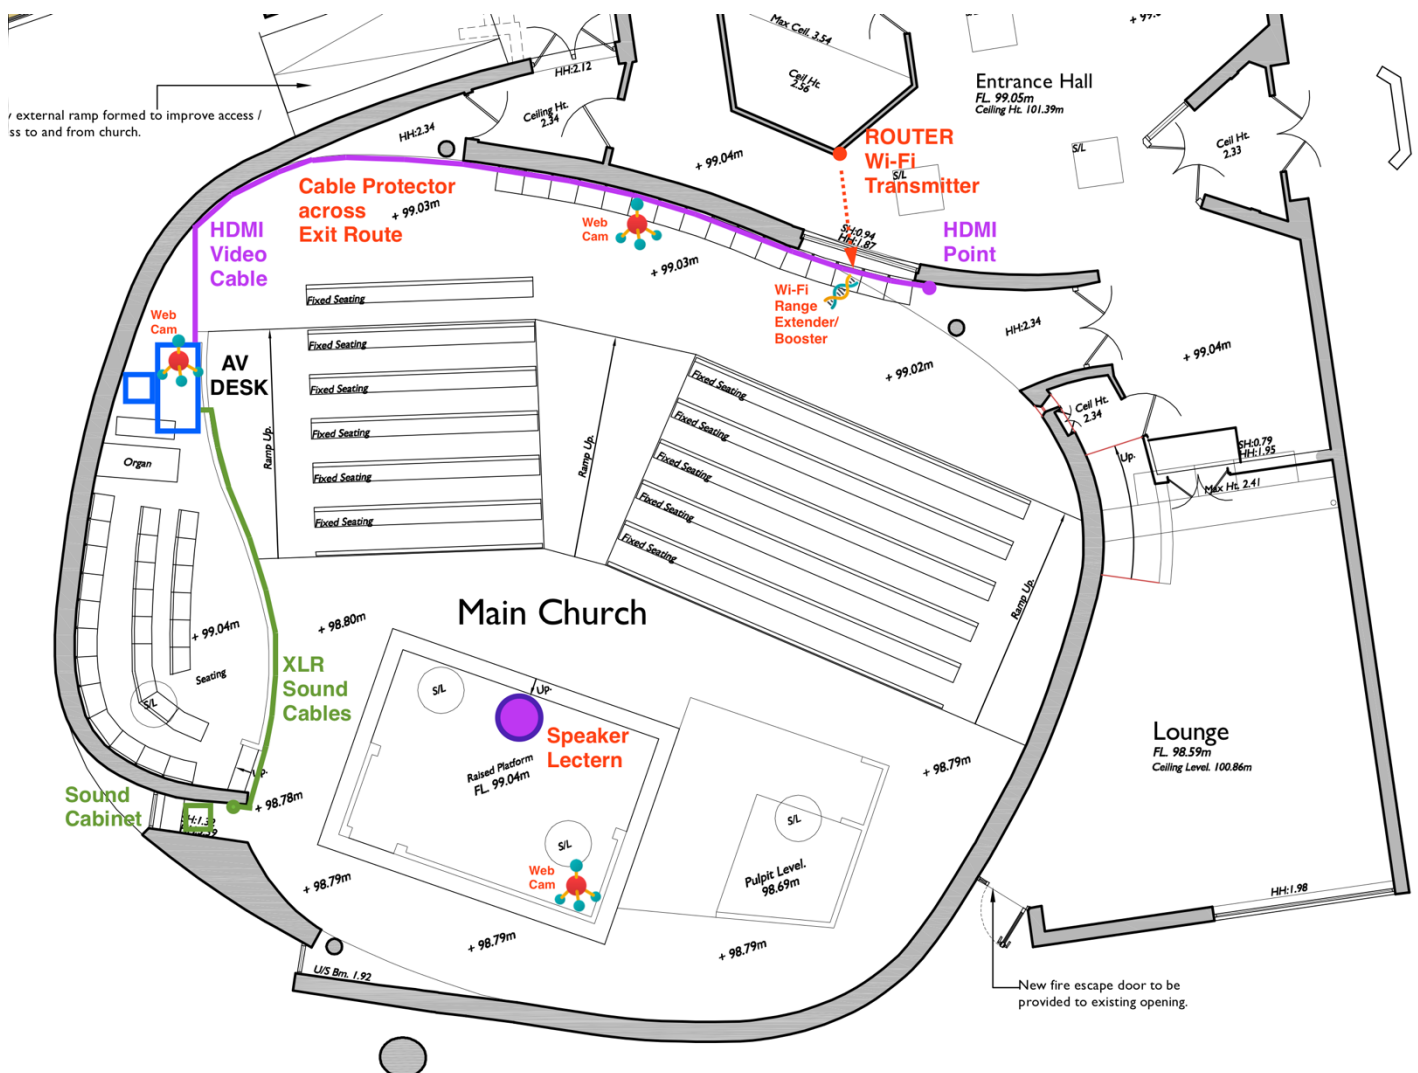 Max Ceil. 3.54
+ 99.0
HH:2.12
Ceil Ht.
2.56
Entrance Hall
FL. 99.05m
Ceiling Ht. 101.39m
external ramp formed to improve access /
ss to and from church.
Ceiling Ht.
2.34
HH:2.34
ROUTER
Wi-Fi
Transmitter
S/L
S/L
Ceil Ht.
2.33
+ 99.04m
Cable Protector
across
Exit Route
+ 99.03m
HDMI
Video
Cable
Web
Cam
SH:0.94
HH:1.87
HDMI
Point
+ 99.03m
Wi-Fi
Range
Extender/
Booster
HH:2.34
+ 99.04m
Fixed Seating
Web
Cam
Fixed Seating
AV
DESK
+ 99.02m
Fixed Seating
Fixed Seating
Fixed Seating
Fixed Seating
Ramp Up.
Ramp Up.
Fixed Seating
Fixed Seating
Fixed Seating
Fixed Seating
Fixed Seating
Ceil Ht.
2.34
Up.
SH:0.79
HH:1.95
Max Ht. 2.41
Organ
Ramp Up.
Main Church
+ 98.80m
+ 99.04m
Seating
S/L
XLR
Sound
Cables
S/L
Up.
Speaker
Lectern
Raised Platform
FL. 99.04m
Lounge
FL. 98.59m
Ceiling Level. 100.86m
+ 98.79m
Up.
Sound
Cabinet
+ 98.78m
S/L
S/L
Web
Cam
Pulpit Level.
98.69m
+ 98.79m
HH:1.98
+ 98.79m
+ 98.79m
U/S Bm. 1.92
New fire escape door to be
provided to existing opening.